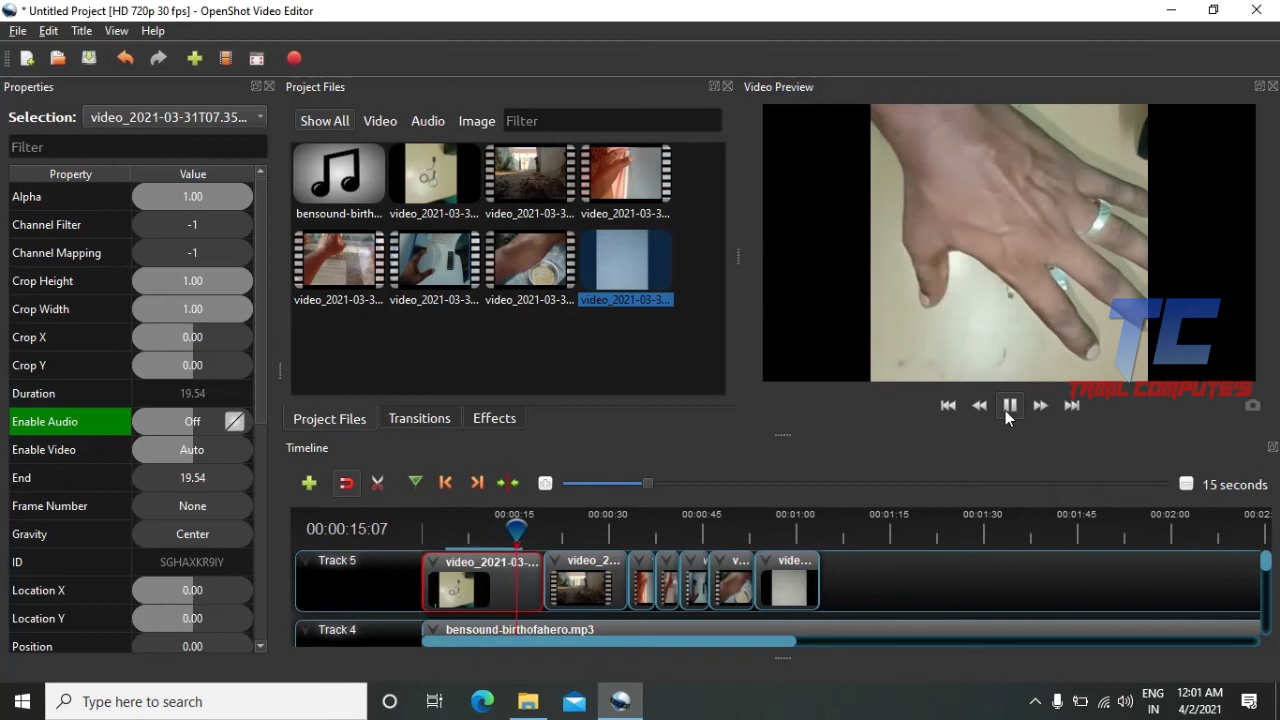 * Untitled Project [HD 720p 30 fps] - OpenShot Video Editor
File Edit Title View Help
Properties
Project Files
Video Preview
Selection: video_2021-03-31T07.35...
Show All Video Audio Image Filter
Filter
Property Value
Alpha 1.00
Channel Filter -1
Channel Mapping -1
Crop Height 1.00
Crop Width 1.00
Crop X 0.00
Crop Y 0.00
Duration 19.54
Enable Audio Off
Enable Video Auto
End 19.54
Frame Number None
Gravity Center
ID SGHAXKR9IY
Location X 0.00
Location Y 0.00
Position 0.00
bensound-birth... video_2021-03-3... video_2021-03-3... video_2021-03-3...
video_2021-03-3... video_2021-03-3... video_2021-03-3... video_2021-03-3...
TC
TAMIL COMPUTE'S
Project Files Transitions Effects
Timeline
15 seconds
00:00:15:07
00:00:15 00:00:30 00:00:45 00:01:00 00:01:15 00:01:30 00:01:45 00:02:00 00:02:
Track 5 video_2021-03-... video_2... v... vide...
Track 4 bensound-birthofahero.mp3
Type here to search
ENG
IN
12:01 AM
4/2/2021